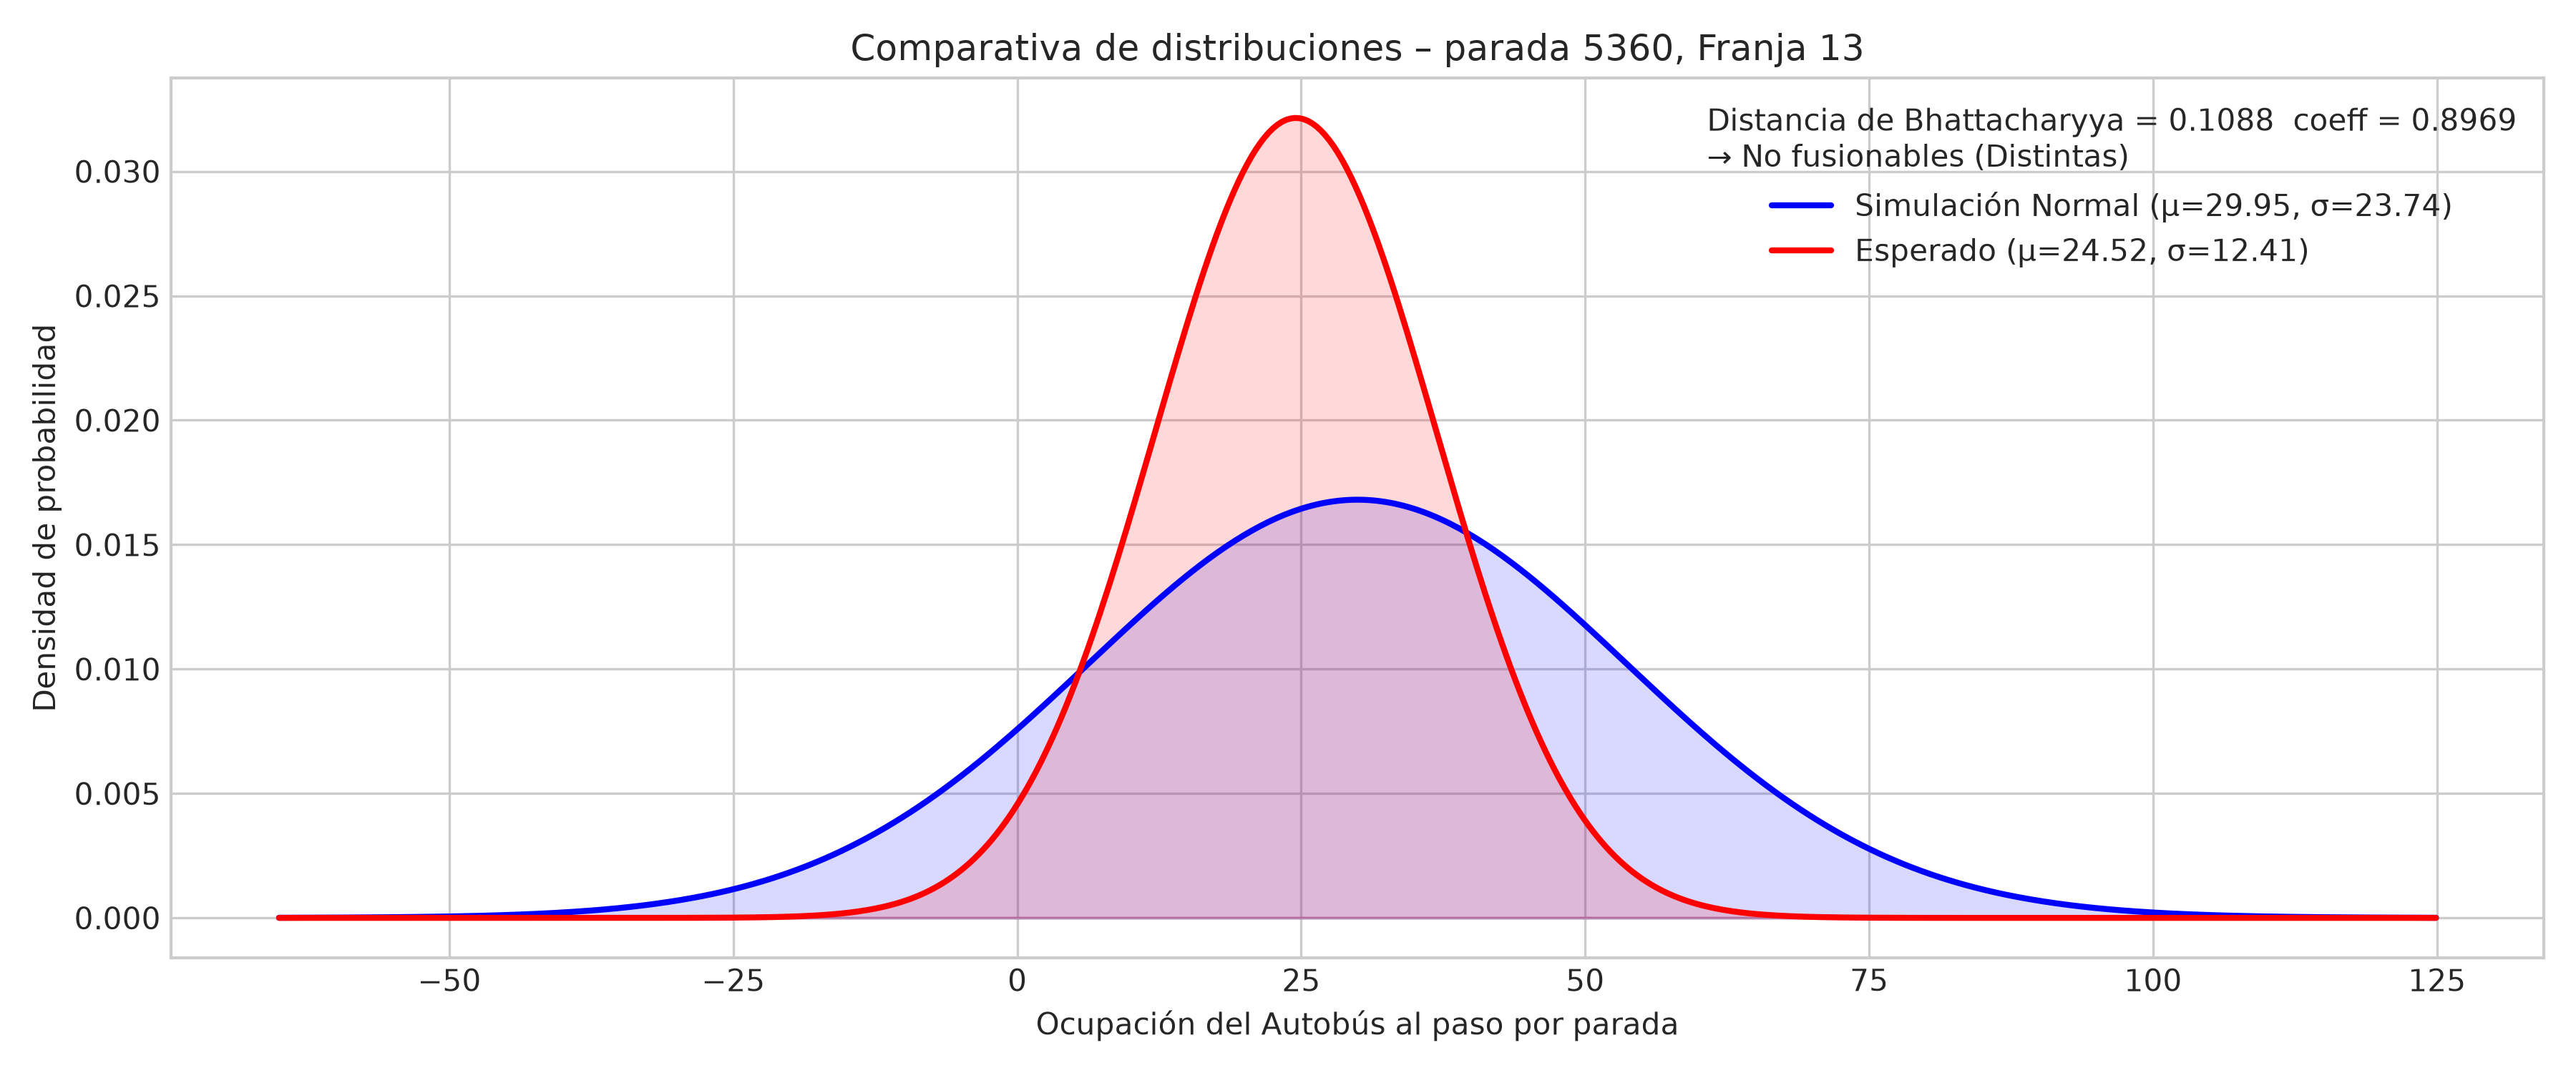 Comparativa de distribuciones – parada 5360, Franja 13
Distancia de Bhattacharyya = 0.1088  coeff = 0.8969
→ No fusionables (Distintas)
Simulación Normal (μ=29.95, σ=23.74)
Esperado (μ=24.52, σ=12.41)
Densidad de probabilidad
0.030
0.025
0.020
0.015
0.010
0.005
0.000
−50 −25 0 25 50 75 100 125
Ocupación del Autobús al paso por parada